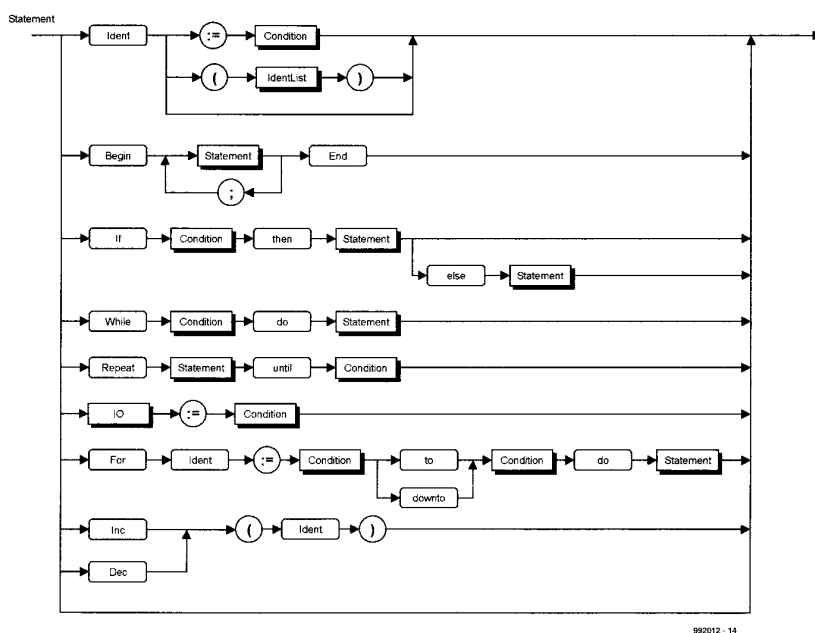 Statement
Ident := Condition
( IdentList )
Begin Statement End
;
If Condition then Statement
else Statement
While Condition do Statement
Repeat Statement until Condition
IO := Condition
For Ident := Condition to Condition do Statement
downto
Inc ( Ident )
Dec
992012 - 14